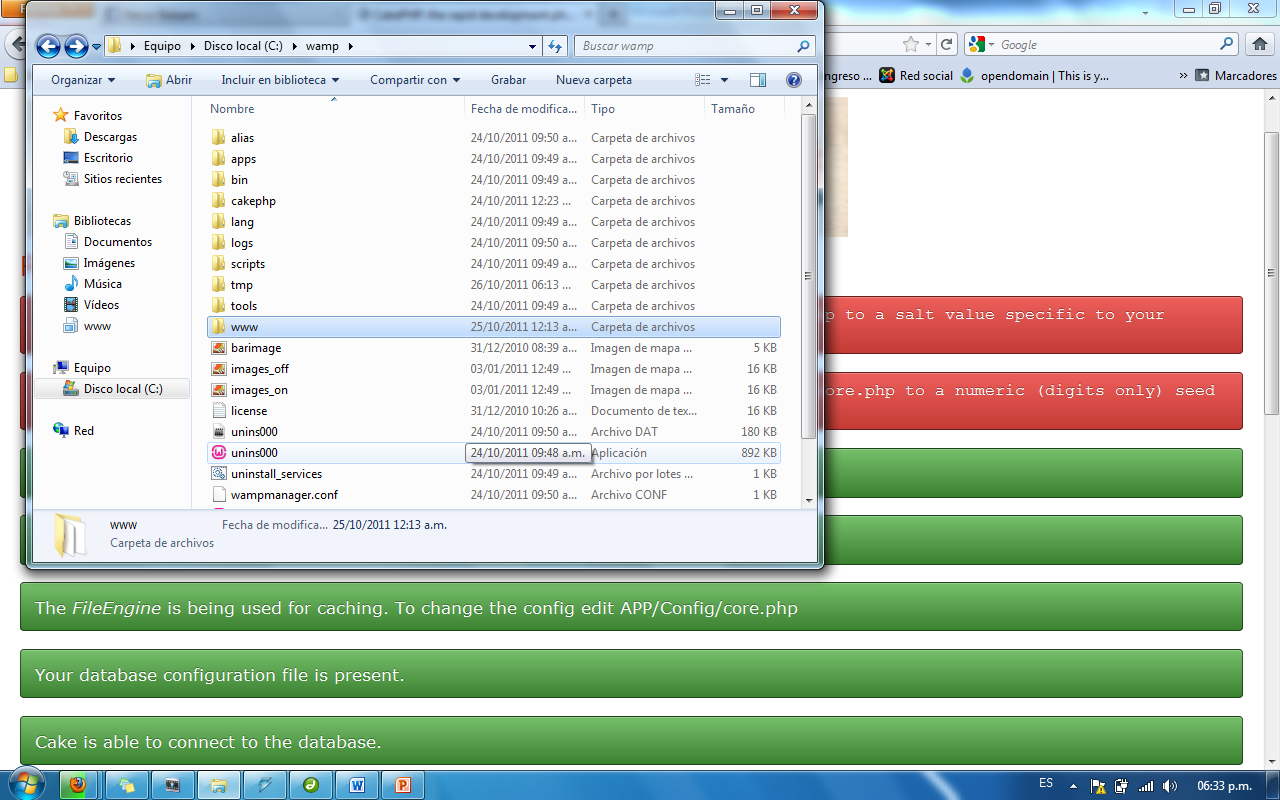 Equipo ▸ Disco local (C:) ▸ wamp ▸
Buscar wamp
Google
Organizar
Abrir
Incluir en biblioteca
Compartir con
Grabar
Nueva carpeta
ngreso ...
Red social
opendomain | This is y...
»
Marcadores
Favoritos
Descargas
Escritorio
Sitios recientes
Bibliotecas
Documentos
Imágenes
Música
Vídeos
www
Equipo
Disco local (C:)
Red
Nombre Fecha de modifica... Tipo Tamaño
alias 24/10/2011 09:50 a... Carpeta de archivos
apps 24/10/2011 09:49 a... Carpeta de archivos
bin 24/10/2011 09:49 a... Carpeta de archivos
cakephp 24/10/2011 12:23 ... Carpeta de archivos
lang 24/10/2011 09:49 a... Carpeta de archivos
logs 24/10/2011 09:50 a... Carpeta de archivos
scripts 24/10/2011 09:49 a... Carpeta de archivos
tmp 26/10/2011 06:13 ... Carpeta de archivos
tools 24/10/2011 09:49 a... Carpeta de archivos
www 25/10/2011 12:13 a... Carpeta de archivos
barimage 31/12/2010 08:39 a... Imagen de mapa ... 5 KB
images_off 03/01/2011 12:49 ... Imagen de mapa ... 16 KB
images_on 03/01/2011 12:49 ... Imagen de mapa ... 16 KB
license 31/12/2010 10:26 a... Documento de tex... 16 KB
unins000 24/10/2011 09:50 a... Archivo DAT 180 KB
unins000 24/10/2011 09:48 a.m. Aplicación 892 KB
uninstall_services 24/10/2011 09:49 a... Archivo por lotes ... 1 KB
wampmanager.conf 24/10/2011 09:50 a... Archivo CONF 1 KB
www Fecha de modifica... 25/10/2011 12:13 a.m.
Carpeta de archivos
p to a salt value specific to your
ore.php to a numeric (digits only) seed
The FileEngine is being used for caching. To change the config edit APP/Config/core.php
Your database configuration file is present.
Cake is able to connect to the database.
ES
06:33 p.m.